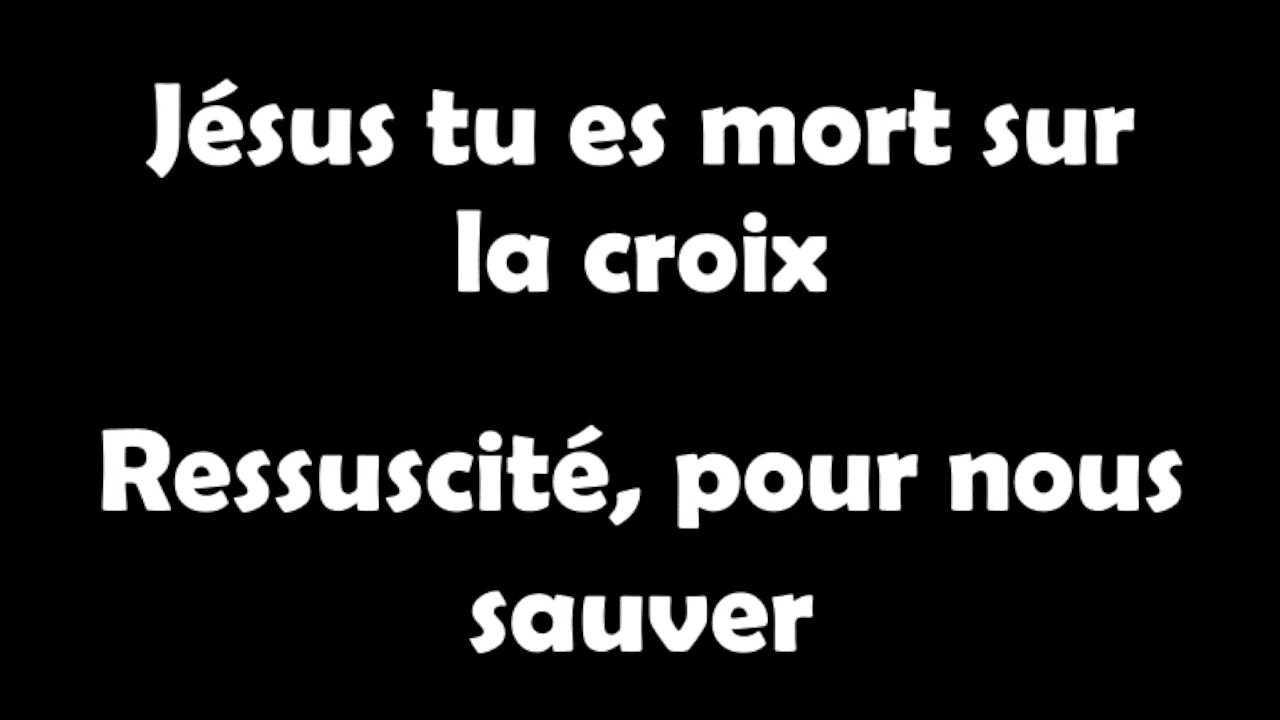 Jésus tu es mort sur
la croix
Ressuscité, pour nous
sauver